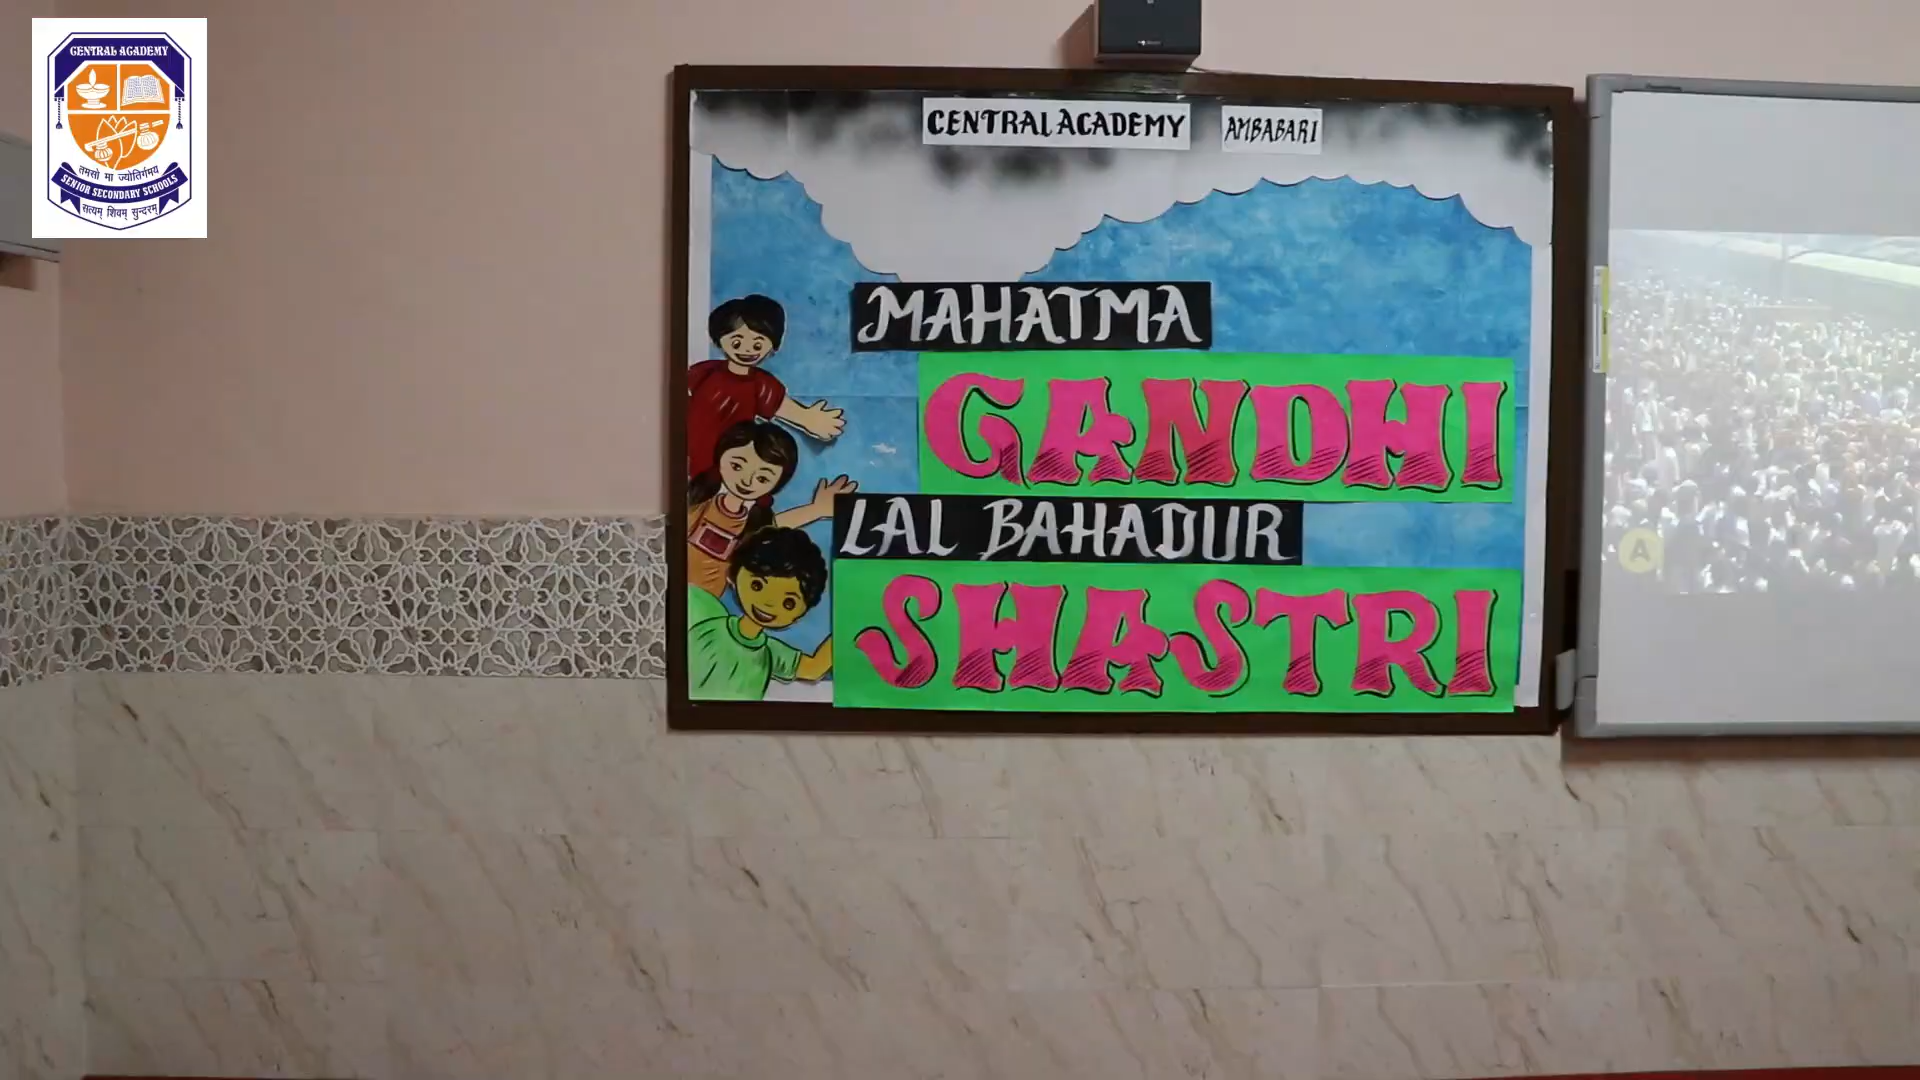 CENTRAL ACADEMY
तमसो मा ज्योतिर्गमय
SENIOR SECONDARY SCHOOLS
सत्यम् शिवम् सुन्दरम्
CENTRAL ACADEMY AMBABARI
MAHATMA
GANDHI
LAL BAHADUR
SHASTRI
A